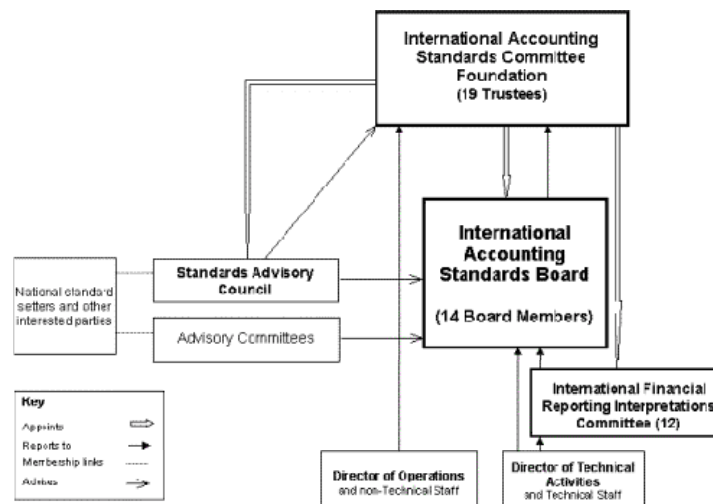 International Accounting
Standards Committee
Foundation
(19 Trustees)
International
Accounting
Standards Board
(14 Board Members)
Standards Advisory
Council
National standard
setters and other
interested parties
Advisory Committees
International Financial
Reporting Interpretations
Committee (12)
Key
Appoints
Reports to
Membership links
Advises
Director of Operations
and non-Technical Staff
Director of Technical
Activities
and Technical Staff